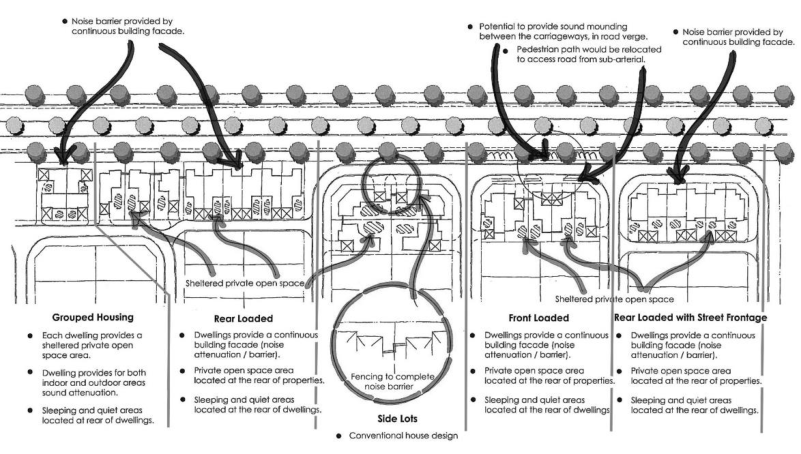 ● Noise barrier provided by
continuous building facade.
● Potential to provide sound mounding
between the carriageways, in road verge.
● Pedestrian path would be relocated
to access road from sub-arterial.
● Noise barrier provided by
continuous building facade.
Sheltered private open space
Sheltered private open space
Grouped Housing
● Each dwelling provides a
sheltered private open
space area.
● Dwelling provides for both
indoor and outdoor areas
sound attenuation.
● Sleeping and quiet areas
located at rear of dwellings.
Rear Loaded
● Dwellings provide a continuous
building facade (noise
attenuation / barrier).
● Private open space area
located at the rear of properties.
● Sleeping and quiet areas
located at the rear of dwellings.
Fencing to complete
noise barrier
Side Lots
● Conventional house design
Front Loaded
● Dwellings provide a continuous
building facade (noise
attenuation / barrier).
● Private open space area
located at the rear of properties.
● Sleeping and quiet areas
located at the rear of dwellings
Rear Loaded with Street Frontage
● Dwellings provide a continuous
building facade (noise
attenuation / barrier).
● Private open space area
located at the rear of properties.
● Sleeping and quiet areas
located at the rear of dwellings.